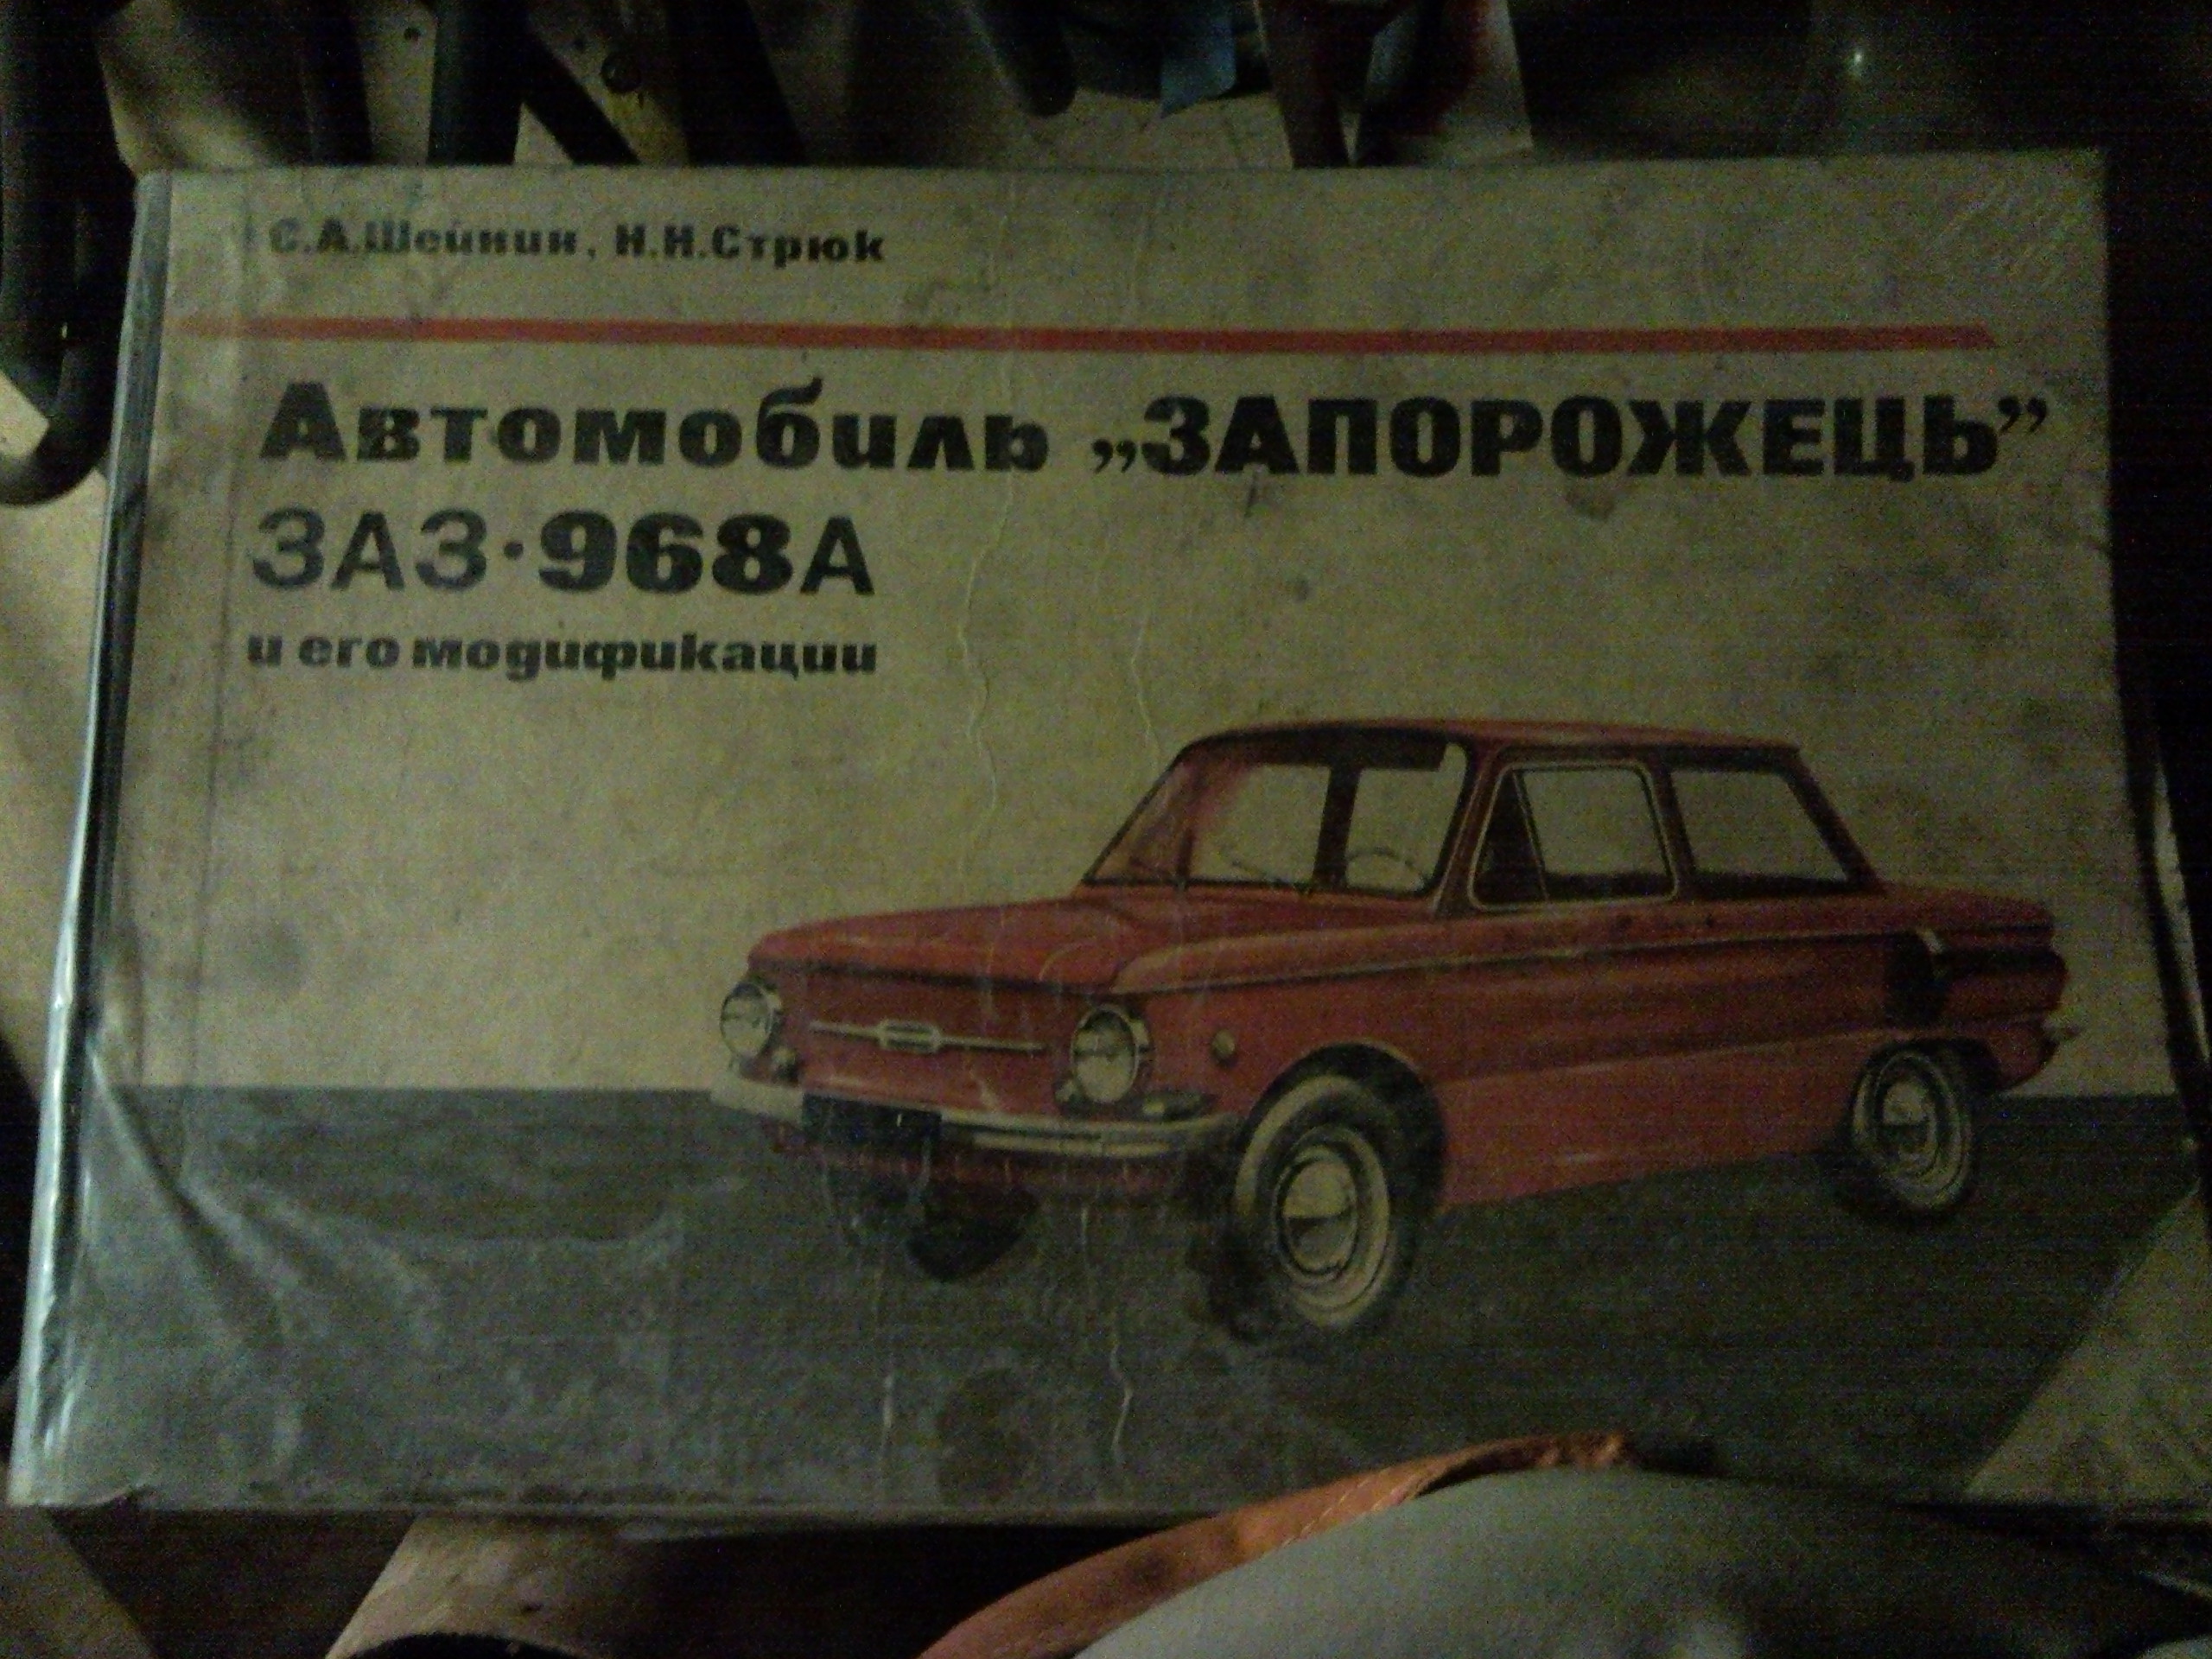 С.А.Шейнин, Н.Н.Стрюк
Автомобиль „ЗАПОРОЖЕЦЬ”
ЗАЗ·968А
и его модификации